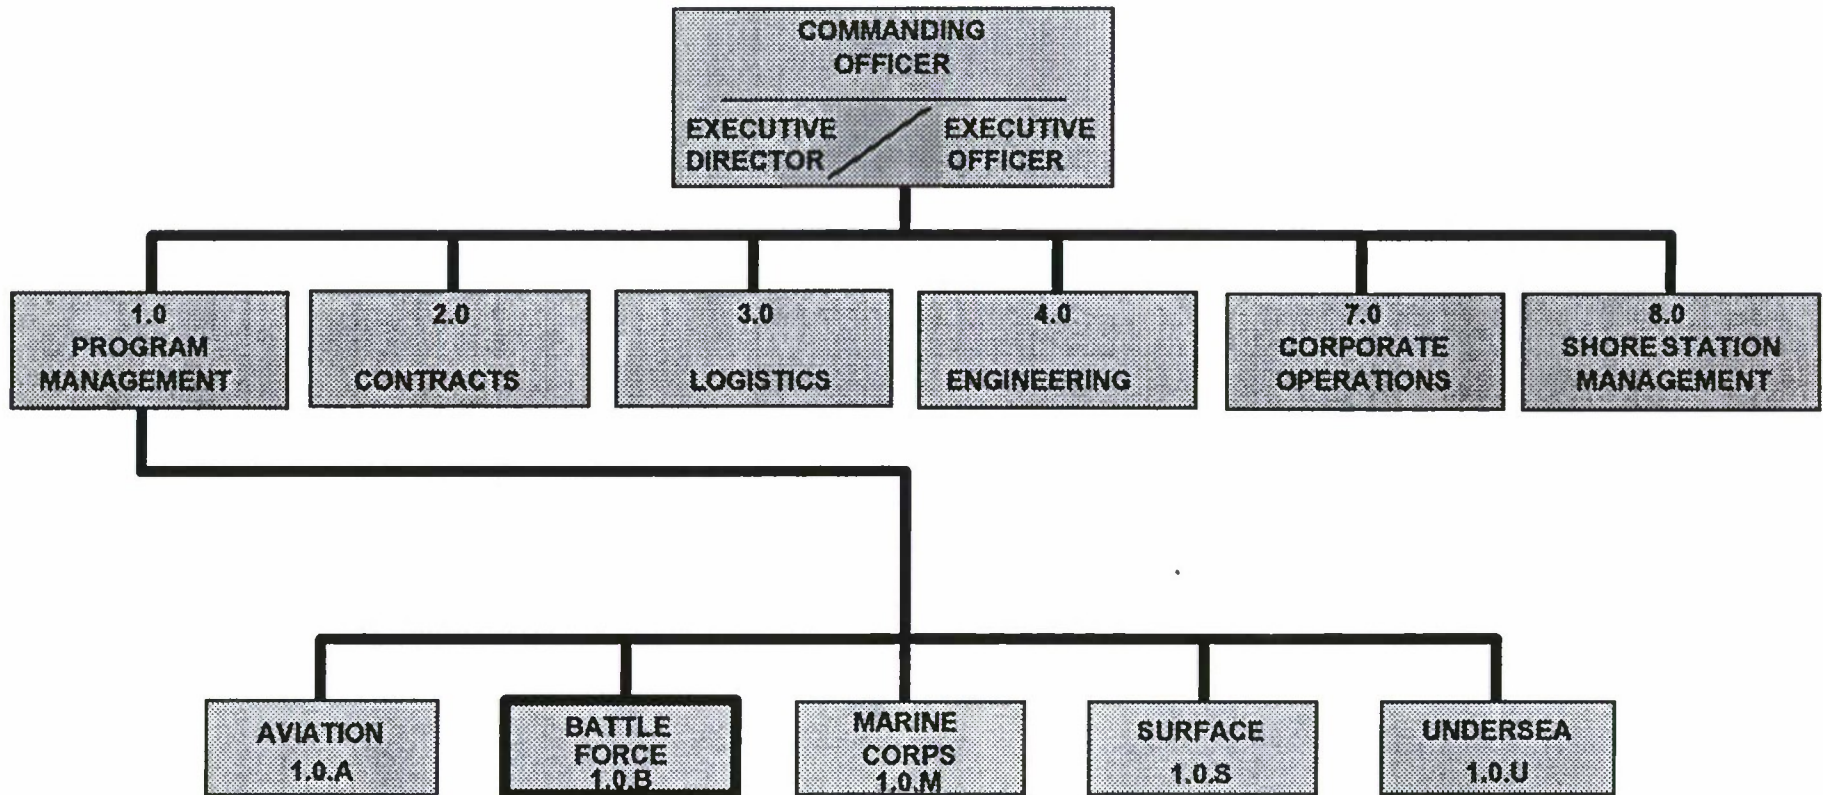 COMMANDING
OFFICER
EXECUTIVE
DIRECTOR
EXECUTIVE
OFFICER
1.0
PROGRAM
MANAGEMENT
2.0
CONTRACTS
3.0
LOGISTICS
4.0
ENGINEERING
7.0
CORPORATE
OPERATIONS
8.0
SHORE STATION
MANAGEMENT
AVIATION
1.0.A
BATTLE
FORCE
1.0.B
MARINE
CORPS
1.0.M
SURFACE
1.0.S
UNDERSEA
1.0.U